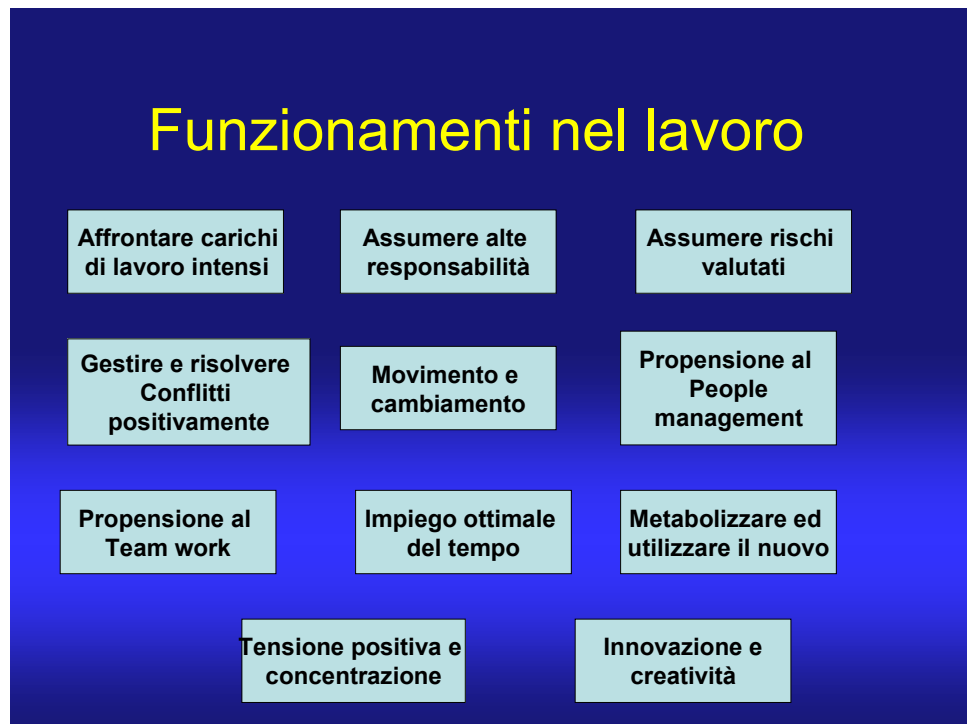 Funzionamenti nel lavoro
Affrontare carichi
di lavoro intensi
Assumere alte
responsabilità
Assumere rischi
valutati
Gestire e risolvere
Conflitti
positivamente
Movimento e
cambiamento
Propensione al
People
management
Propensione al
Team work
Impiego ottimale
del tempo
Metabolizzare ed
utilizzare il nuovo
Tensione positiva e
concentrazione
Innovazione e
creatività